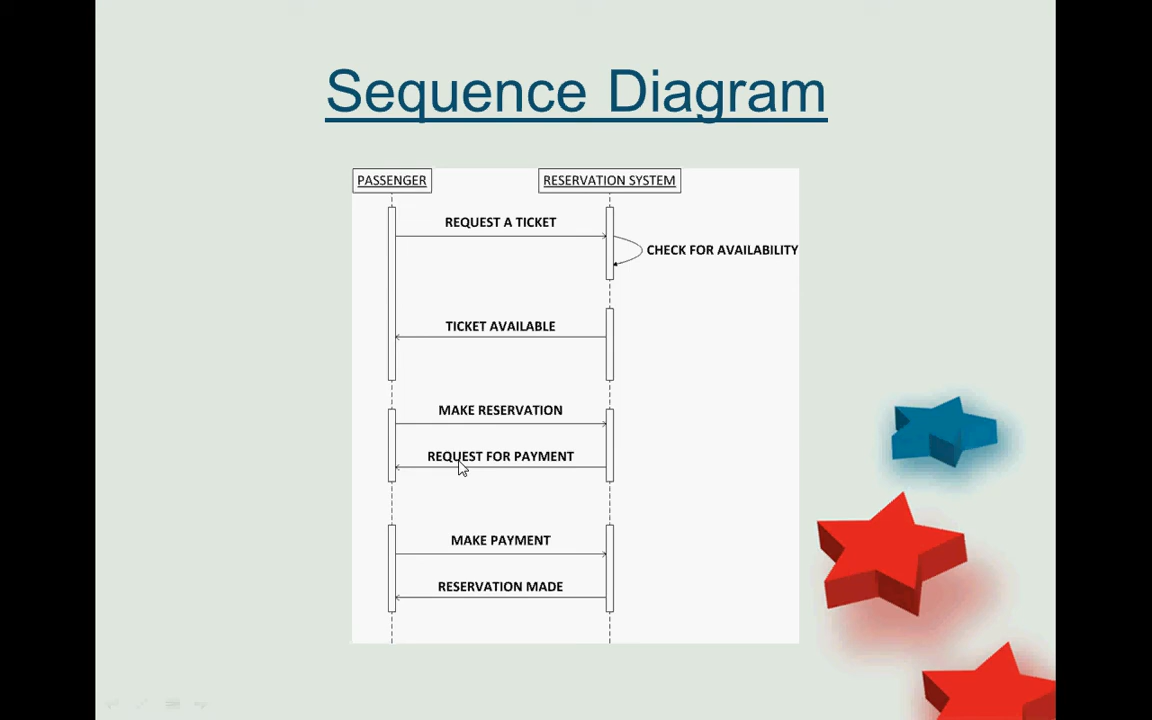 Sequence Diagram
PASSENGER
RESERVATION SYSTEM
REQUEST A TICKET
CHECK FOR AVAILABILITY
TICKET AVAILABLE
MAKE RESERVATION
REQUEST FOR PAYMENT
MAKE PAYMENT
RESERVATION MADE